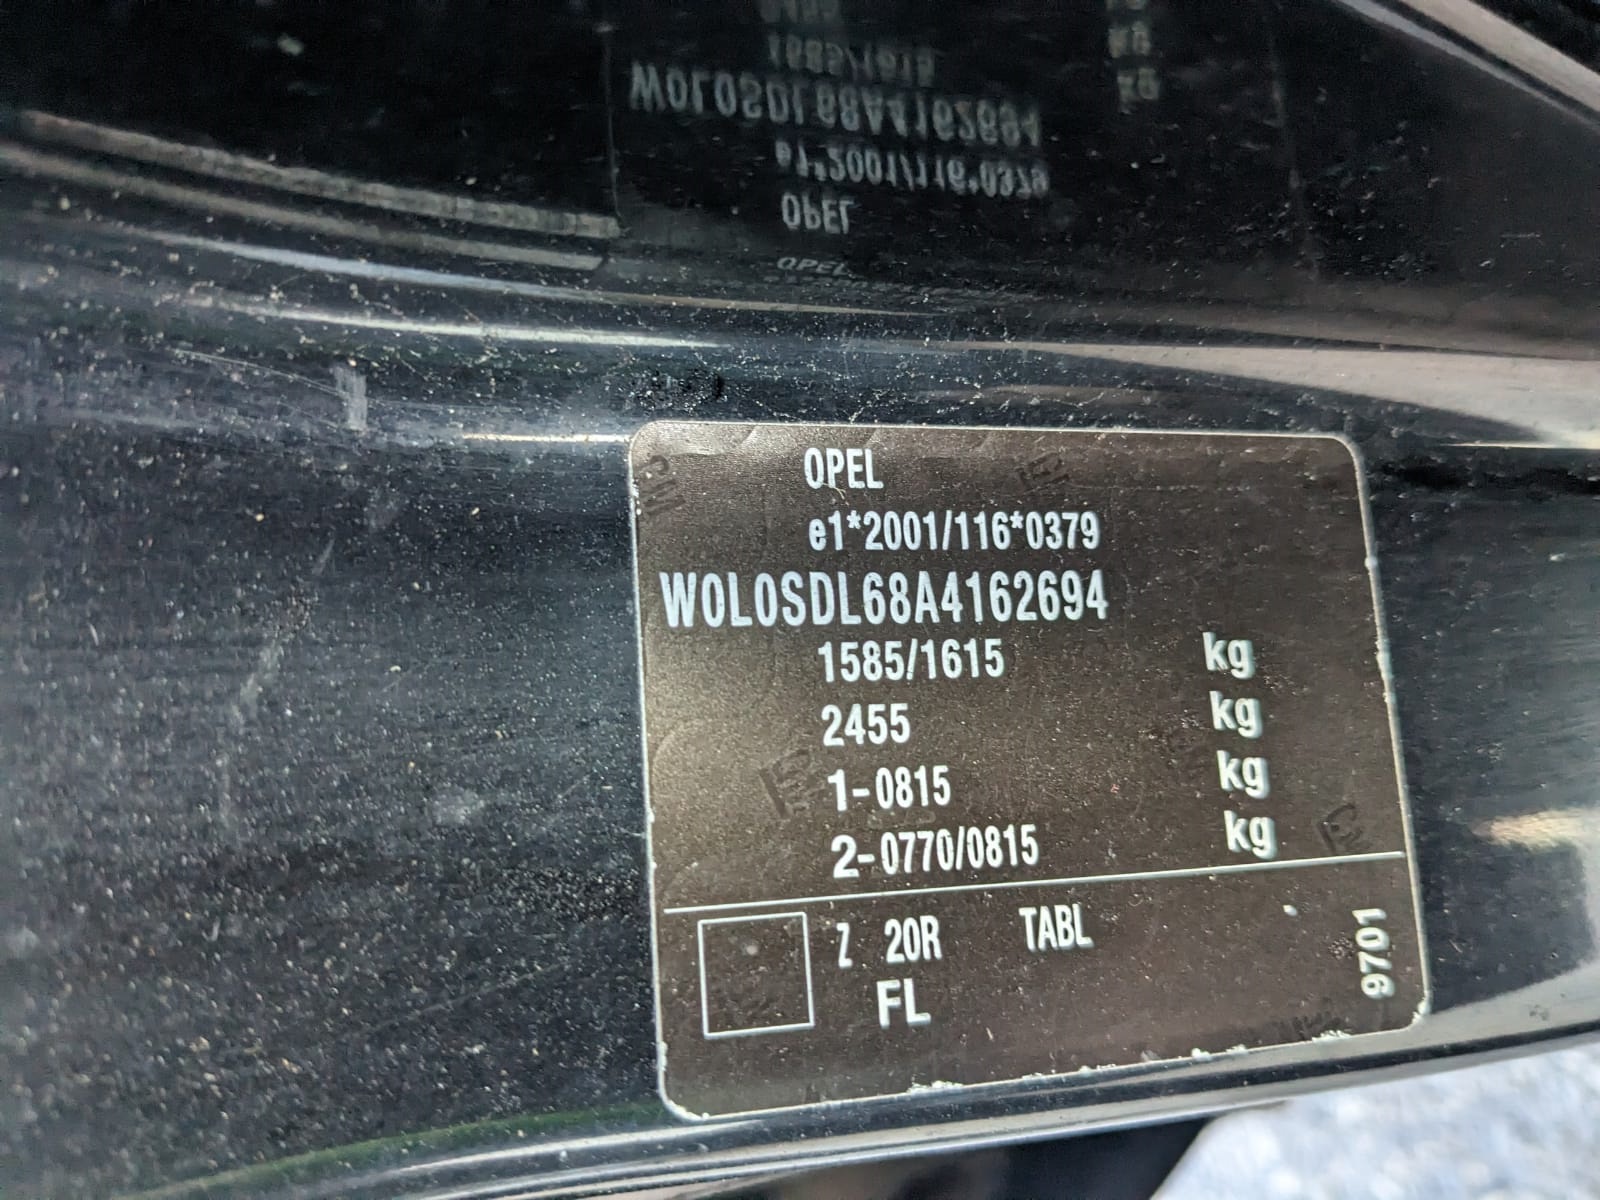 OPEL
e1*2001/116*0379
W0L0SDL68A4162694
1585/1615 kg
2455 kg
1-0815 kg
2-0770/0815 kg
Z 20R TABL
FL
9701